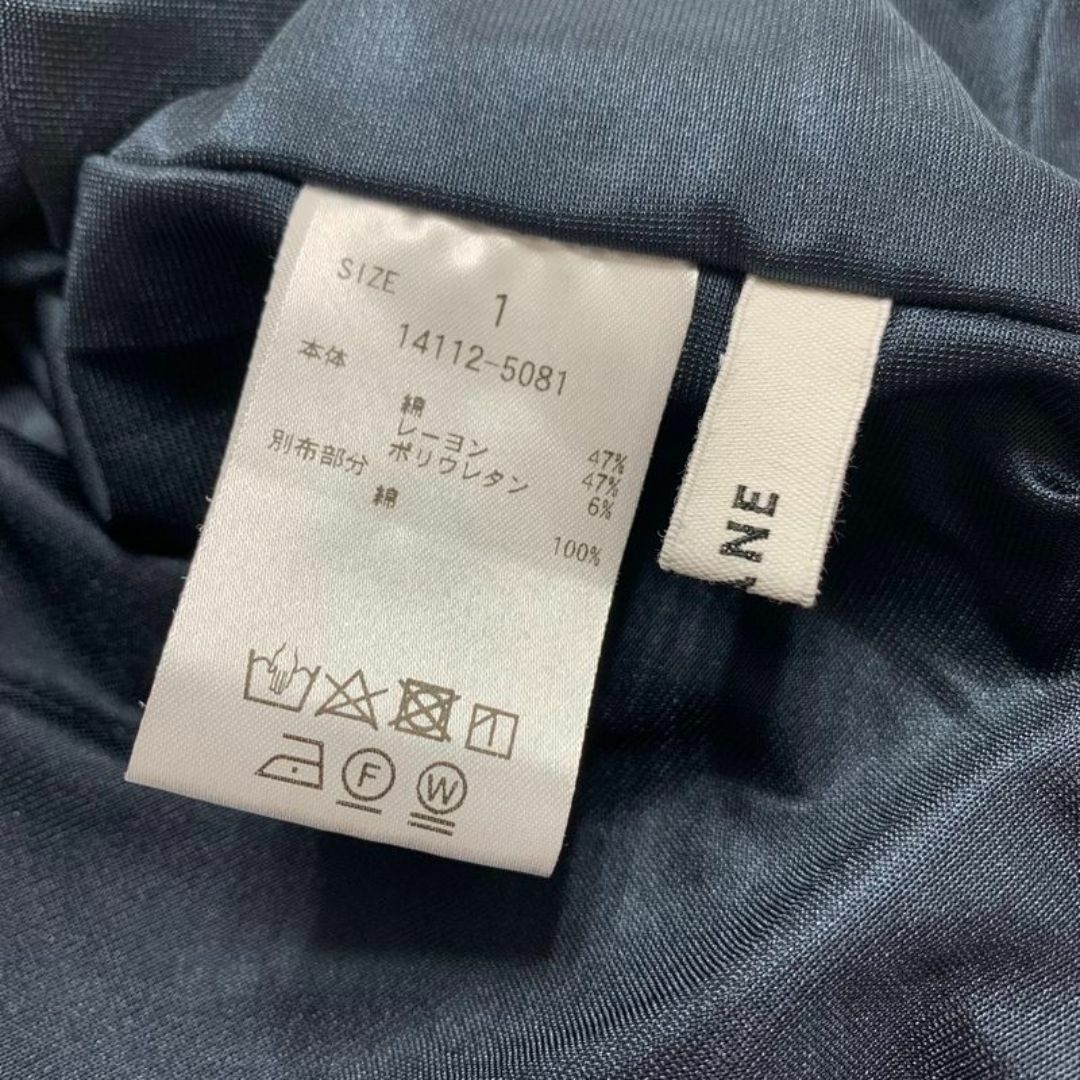 SIZE 1
14112-5081
本体
綿 47%
レーヨン 47%
ポリウレタン 6%
別布部分
綿 100%
F
W
ANE